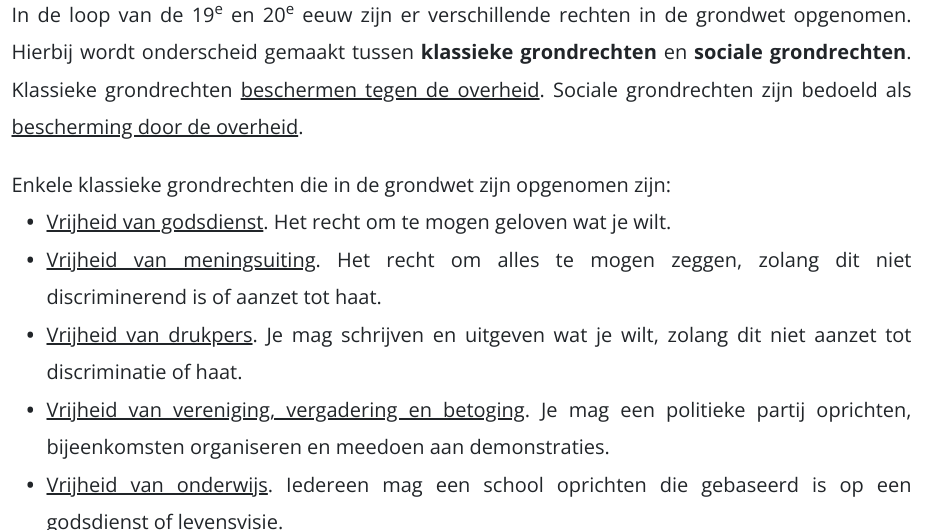 In de loop van de 19e en 20e eeuw zijn er verschillende rechten in de grondwet opgenomen.
Hierbij wordt onderscheid gemaakt tussen klassieke grondrechten en sociale grondrechten.
Klassieke grondrechten beschermen tegen de overheid. Sociale grondrechten zijn bedoeld als
bescherming door de overheid.
Enkele klassieke grondrechten die in de grondwet zijn opgenomen zijn:
• Vrijheid van godsdienst. Het recht om te mogen geloven wat je wilt.
• Vrijheid van meningsuiting. Het recht om alles te mogen zeggen, zolang dit niet
discriminerend is of aanzet tot haat.
• Vrijheid van drukpers. Je mag schrijven en uitgeven wat je wilt, zolang dit niet aanzet tot
discriminatie of haat.
• Vrijheid van vereniging, vergadering en betoging. Je mag een politieke partij oprichten,
bijeenkomsten organiseren en meedoen aan demonstraties.
• Vrijheid van onderwijs. Iedereen mag een school oprichten die gebaseerd is op een
godsdienst of levensvisie.